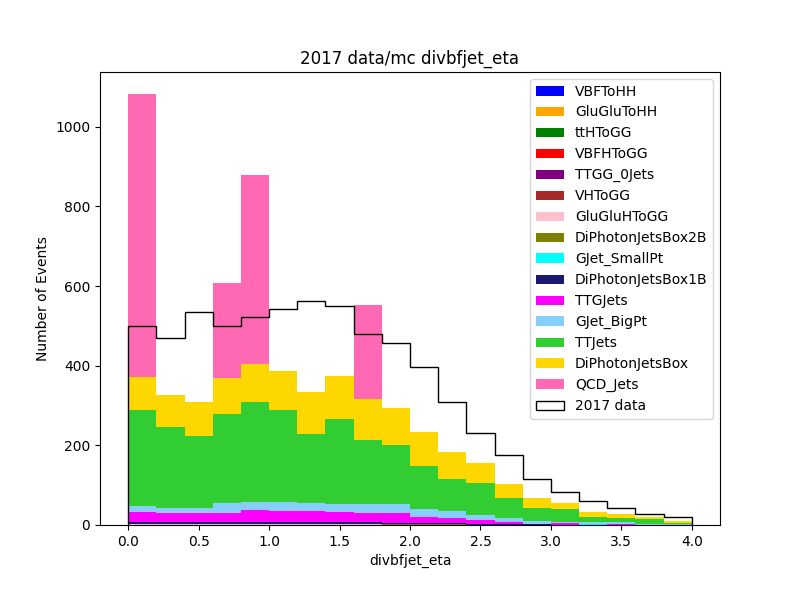 2017 data/mc divbfjet_eta
VBFToHH
GluGluToHH
ttHToGG
VBFHToGG
TTGG_0Jets
VHToGG
GluGluHToGG
DiPhotonJetsBox2B
GJet_SmallPt
DiPhotonJetsBox1B
TTGJets
GJet_BigPt
TTJets
DiPhotonJetsBox
QCD_Jets
2017 data
Number of Events
1000
800
600
400
200
0
0.0 0.5 1.0 1.5 2.0 2.5 3.0 3.5 4.0
divbfjet_eta